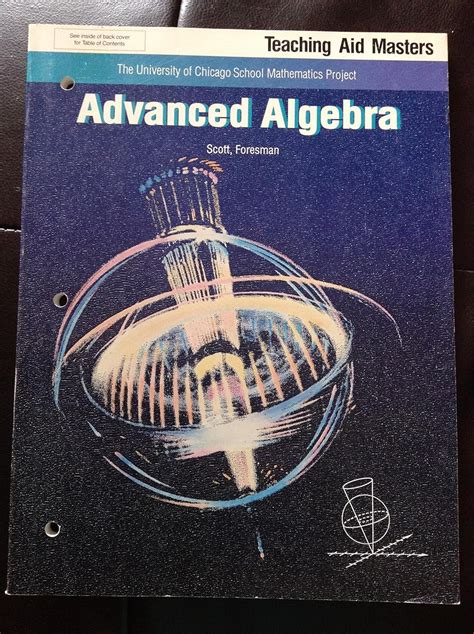 See inside of back cover
for Table of Contents
Teaching Aid Masters
The University of Chicago School Mathematics Project
Advanced Algebra
Scott, Foresman